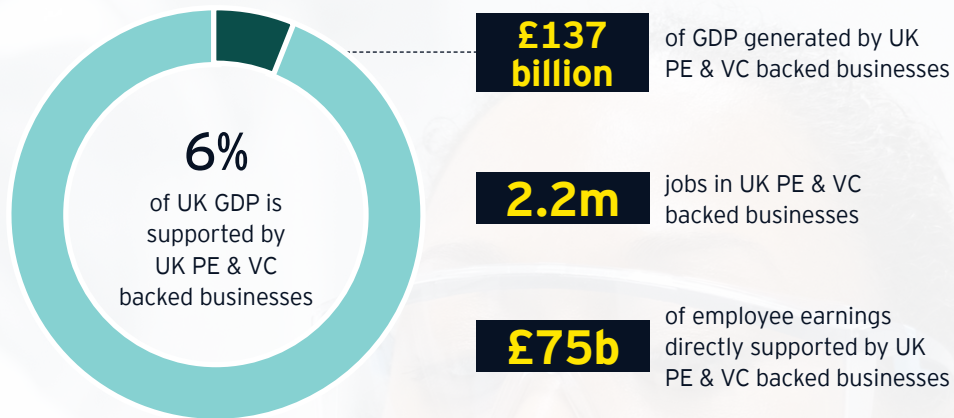 6%
of UK GDP is
supported by
UK PE & VC
backed businesses
£137
billion
of GDP generated by UK
PE & VC backed businesses
2.2m
jobs in UK PE & VC
backed businesses
£75b
of employee earnings
directly supported by UK
PE & VC backed businesses